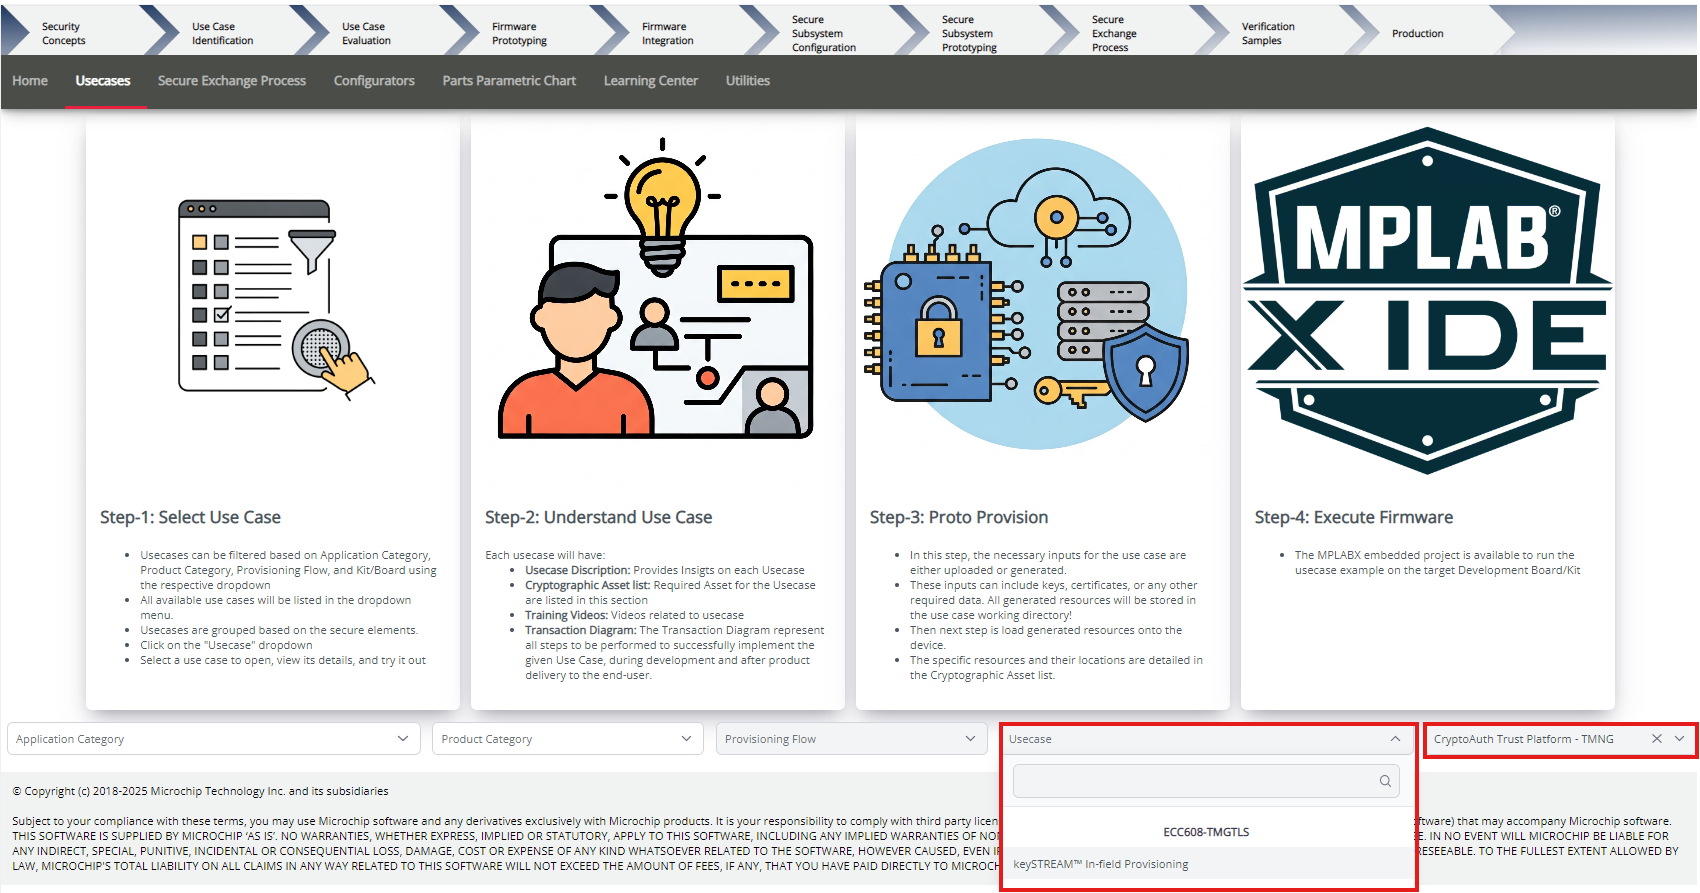 Security
Concepts
Use Case
Identification
Use Case
Evaluation
Firmware
Prototyping
Firmware
Integration
Secure
Subsystem
Configuration
Secure
Subsystem
Prototyping
Secure
Exchange
Process
Verification
Samples
Production
Home
Usecases
Secure Exchange Process
Configurators
Parts Parametric Chart
Learning Center
Utilities
MPLAB®
X IDE
Step-1: Select Use Case
• Usecases can be filtered based on Application Category,
Product Category, Provisioning Flow, and Kit/Board using
the respective dropdown
• All available use cases will be listed in the dropdown
menu.
• Usecases are grouped based on the secure elements.
• Click on the "Usecase" dropdown
• Select a use case to open, view its details, and try it out
Step-2: Understand Use Case
Each usecase will have:
• Usecase Discription: Provides Insigts on each Usecase
• Cryptographic Asset list: Required Asset for the Usecase
are listed in this section
• Training Videos: Videos related to usecase
• Transaction Diagram: The Transaction Diagram represent
all steps to be performed to successfully implement the
given Use Case, during development and after product
delivery to the end-user.
Step-3: Proto Provision
• In this step, the necessary inputs for the use case are
either uploaded or generated.
• These inputs can include keys, certificates, or any other
required data. All generated resources will be stored in
the use case working directory!
• Then next step is load generated resources onto the
device.
• The specific resources and their locations are detailed in
the Cryptographic Asset list.
Step-4: Execute Firmware
• The MPLABX embedded project is available to run the
usecase example on the target Development Board/Kit
Application Category
Product Category
Provisioning Flow
Usecase
CryptoAuth Trust Platform - TMNG
ECC608-TMGTLS
keySTREAM™ In-field Provisioning
© Copyright (c) 2018-2025 Microchip Technology Inc. and its subsidiaries
Subject to your compliance with these terms, you may use Microchip software and any derivatives exclusively with Microchip products. It is your responsibility to comply with third party that may accompany Microchip software.
THIS SOFTWARE IS SUPPLIED BY MICROCHIP 'AS IS'. NO WARRANTIES, WHETHER EXPRESS, IMPLIED OR STATUTORY, APPLY TO THIS SOFTWARE, INCLUDING ANY IMPLIED WARRANTIES OF IN NO EVENT WILL MICROCHIP BE LIABLE FOR
ANY INDIRECT, SPECIAL, PUNITIVE, INCIDENTAL OR CONSEQUENTIAL LOSS, DAMAGE, COST OR EXPENSE OF ANY KIND WHATSOEVER RELATED TO THE SOFTWARE, HOWEVER CAUSED, EVEN TO THE FULLEST EXTENT ALLOWED BY
LAW, MICROCHIP'S TOTAL LIABILITY ON ALL CLAIMS IN ANY WAY RELATED TO THIS SOFTWARE WILL NOT EXCEED THE AMOUNT OF FEES, IF ANY, THAT YOU HAVE PAID DIRECTLY TO